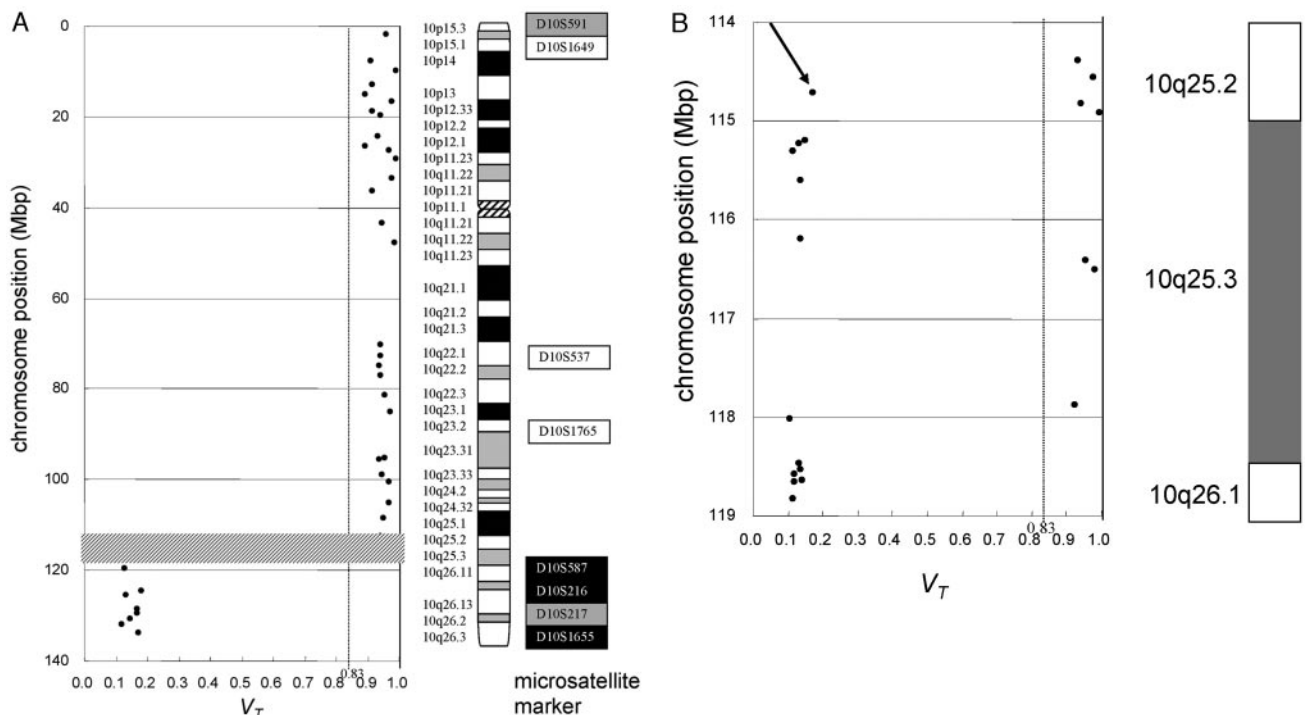 A
chromosome position (Mbp)
0
20
40
60
80
100
120
140
0.0 0.1 0.2 0.3 0.4 0.5 0.6 0.7 0.8 0.9 1.0
0.83
V_T
10p15.3
10p15.1
10p14
10p13
10p12.33
10p12.2
10p12.1
10p11.23
10q11.22
10p11.21
10p11.1
10q11.21
10q11.22
10q11.23
10q21.1
10q21.2
10q21.3
10q22.1
10q22.2
10q22.3
10q23.1
10q23.2
10q23.31
10q23.33
10q24.2
10q24.32
10q25.1
10q25.2
10q25.3
10q26.11
10q26.13
10q26.2
10q26.3
D10S591
D10S1649
D10S537
D10S1765
D10S587
D10S216
D10S217
D10S1655
microsatellite
marker
B
chromosome position (Mbp)
114
115
116
117
118
119
0.0 0.1 0.2 0.3 0.4 0.5 0.6 0.7 0.8 0.9 1.0
0.83
V_T
10q25.2
10q25.3
10q26.1